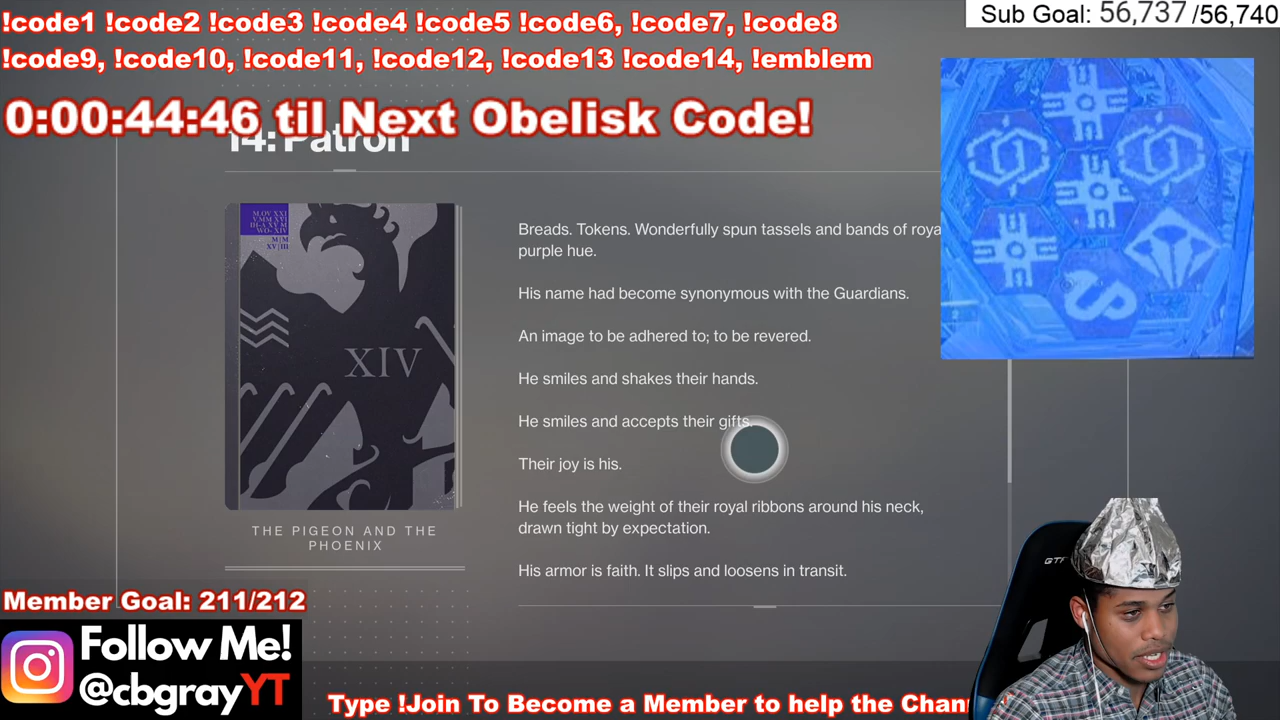 !code1 !code2 !code3 !code4 !code5 !code6, !code7, !code8
!code9, !code10, !code11, !code12, !code13 !code14, !emblem
Sub Goal: 56,737 /56,740
0:00:44:46 til Next Obelisk Code!
14: Patron
Breads. Tokens. Wonderfully spun tassels and bands of roya
purple hue.
His name had become synonymous with the Guardians.
An image to be adhered to; to be revered.
He smiles and shakes their hands.
He smiles and accepts their gifts.
Their joy is his.
He feels the weight of their royal ribbons around his neck,
drawn tight by expectation.
His armor is faith. It slips and loosens in transit.
XIV
THE PIGEON AND THE
PHOENIX
Member Goal: 211/212
Follow Me!
@cbgrayYT
Type !Join To Become a Member to help the Chan